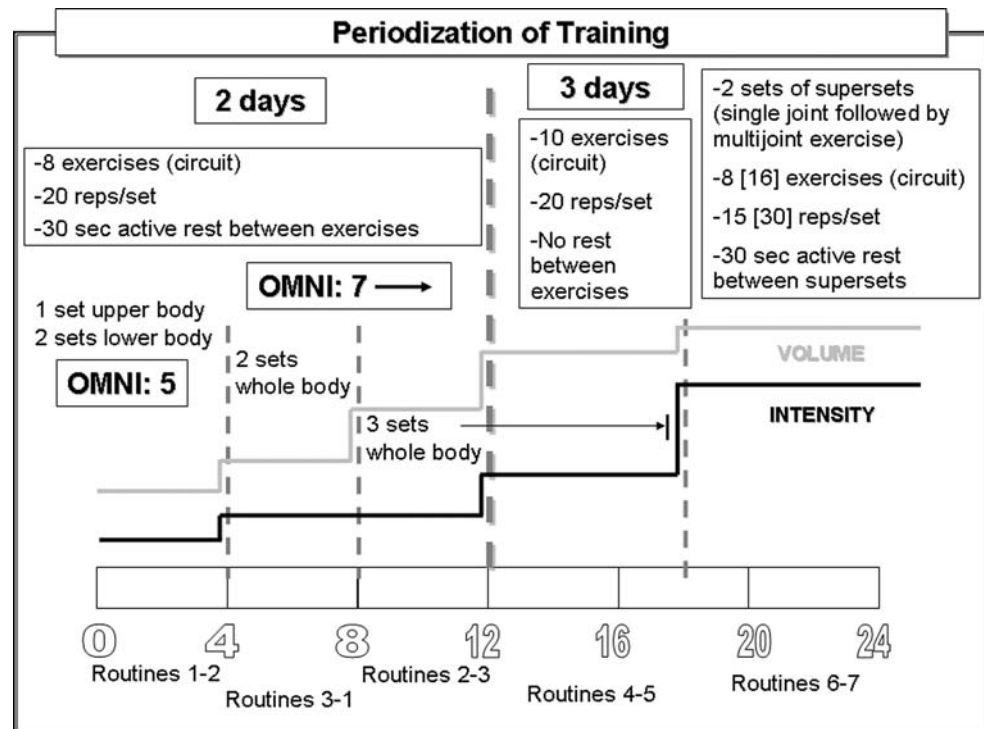 Periodization of Training
2 days
-8 exercises (circuit)
-20 reps/set
-30 sec active rest between exercises
3 days
-10 exercises
(circuit)
-20 reps/set
-No rest
between
exercises
-2 sets of supersets
(single joint followed by
multijoint exercise)
-8 [16] exercises (circuit)
-15 [30] reps/set
-30 sec active rest
between supersets
OMNI: 7
1 set upper body
2 sets lower body
OMNI: 5
2 sets
whole body
3 sets
whole body
VOLUME
INTENSITY
0 4 8 12 16 20 24
Routines 1-2
Routines 3-1
Routines 2-3
Routines 4-5
Routines 6-7